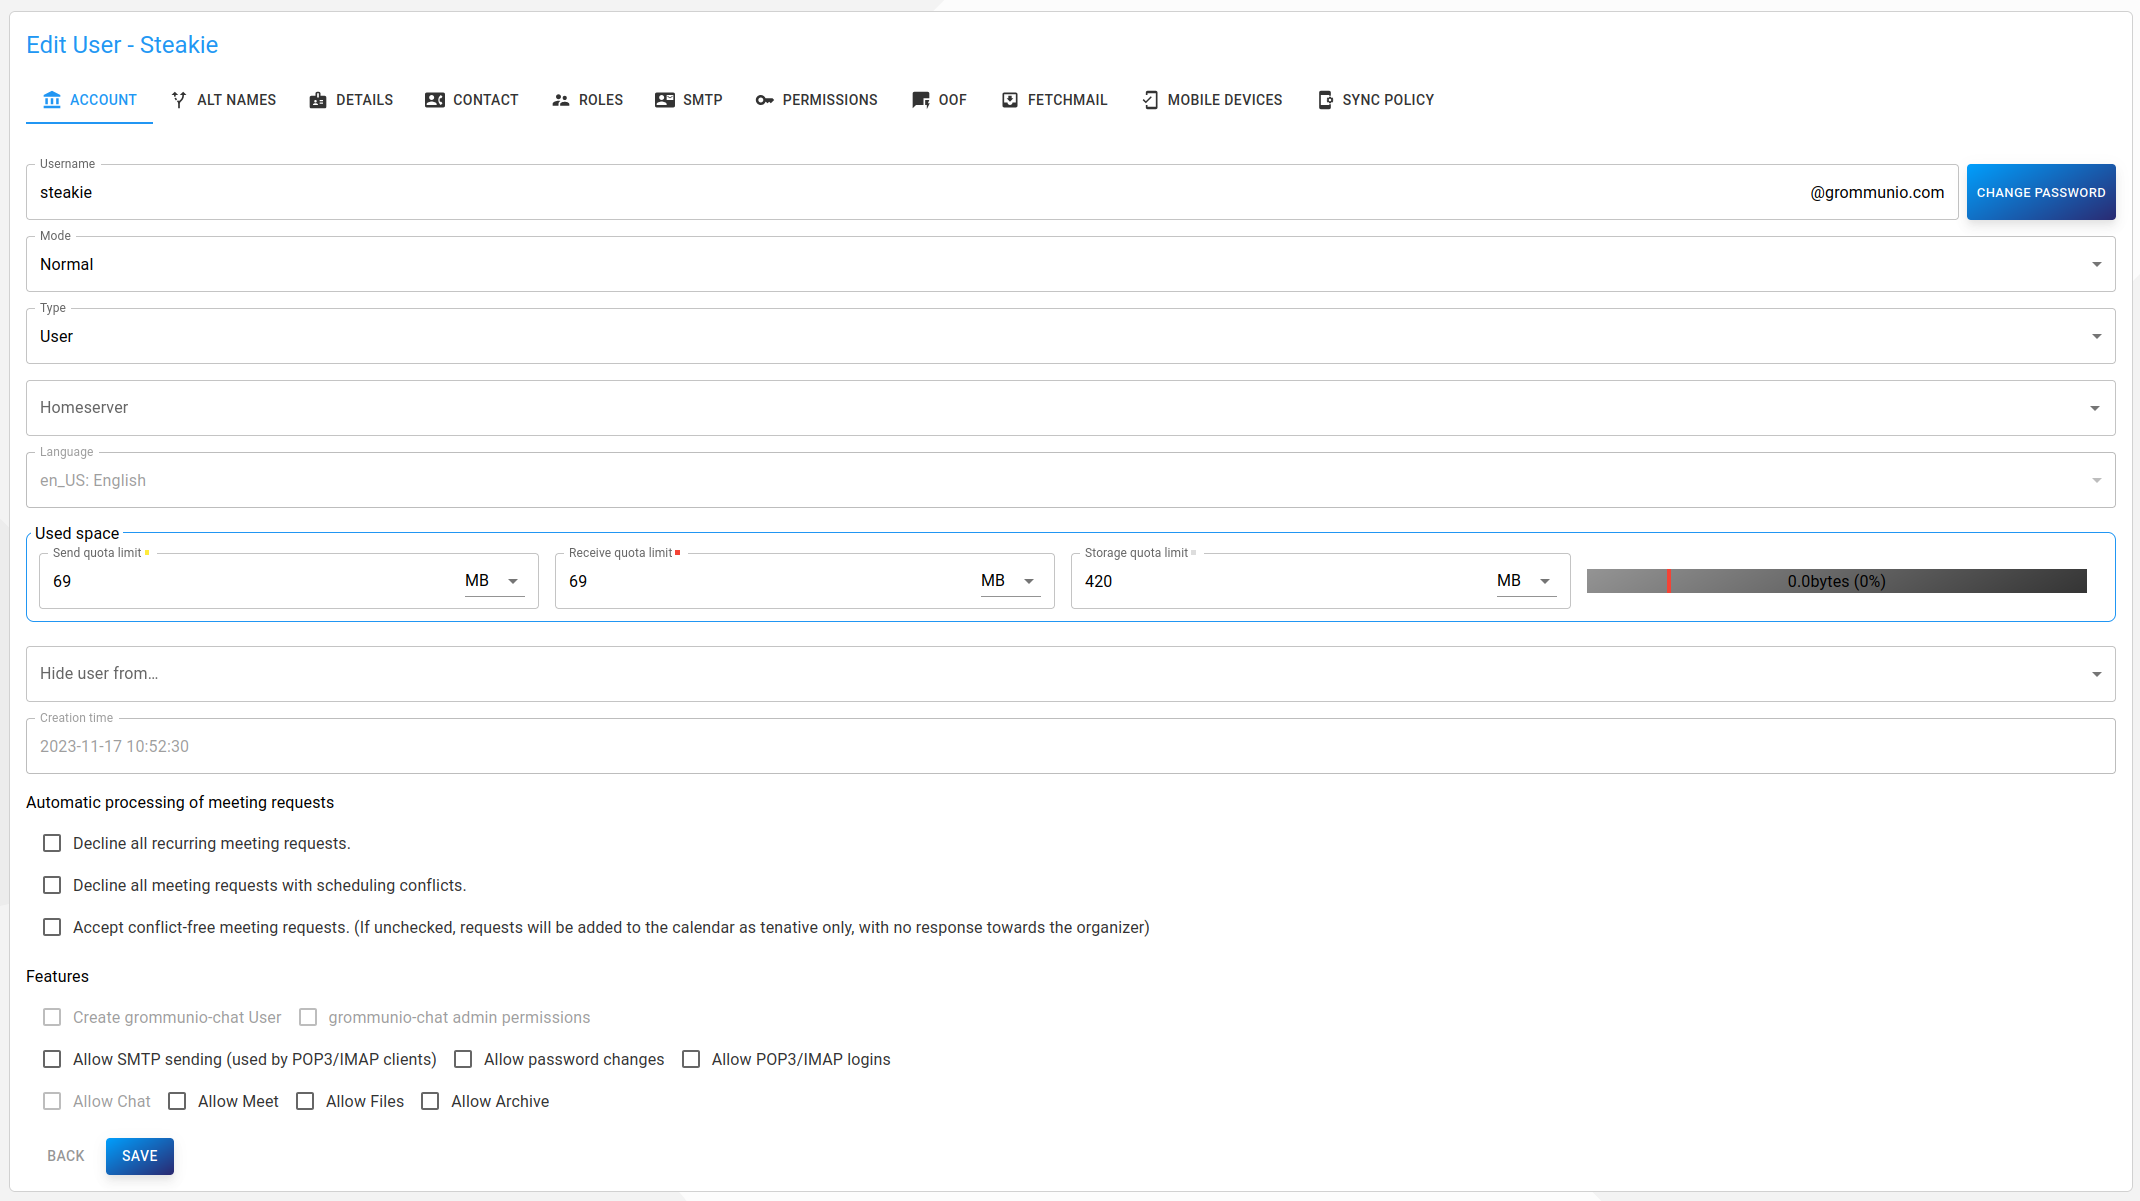 Edit User - Steakie
ACCOUNT ALT NAMES DETAILS CONTACT ROLES SMTP PERMISSIONS OOF FETCHMAIL MOBILE DEVICES SYNC POLICY
Username
steakie @grommunio.com CHANGE PASSWORD
Mode
Normal
Type
User
Homeserver
Language
en_US: English
Used space
Send quota limit Receive quota limit Storage quota limit
69 MB 69 MB 420 MB 0.0bytes (0%)
Hide user from...
Creation time
2023-11-17 10:52:30
Automatic processing of meeting requests
Decline all recurring meeting requests.
Decline all meeting requests with scheduling conflicts.
Accept conflict-free meeting requests. (If unchecked, requests will be added to the calendar as tenative only, with no response towards the organizer)
Features
Create grommunio-chat User grommunio-chat admin permissions
Allow SMTP sending (used by POP3/IMAP clients) Allow password changes Allow POP3/IMAP logins
Allow Chat Allow Meet Allow Files Allow Archive
BACK SAVE